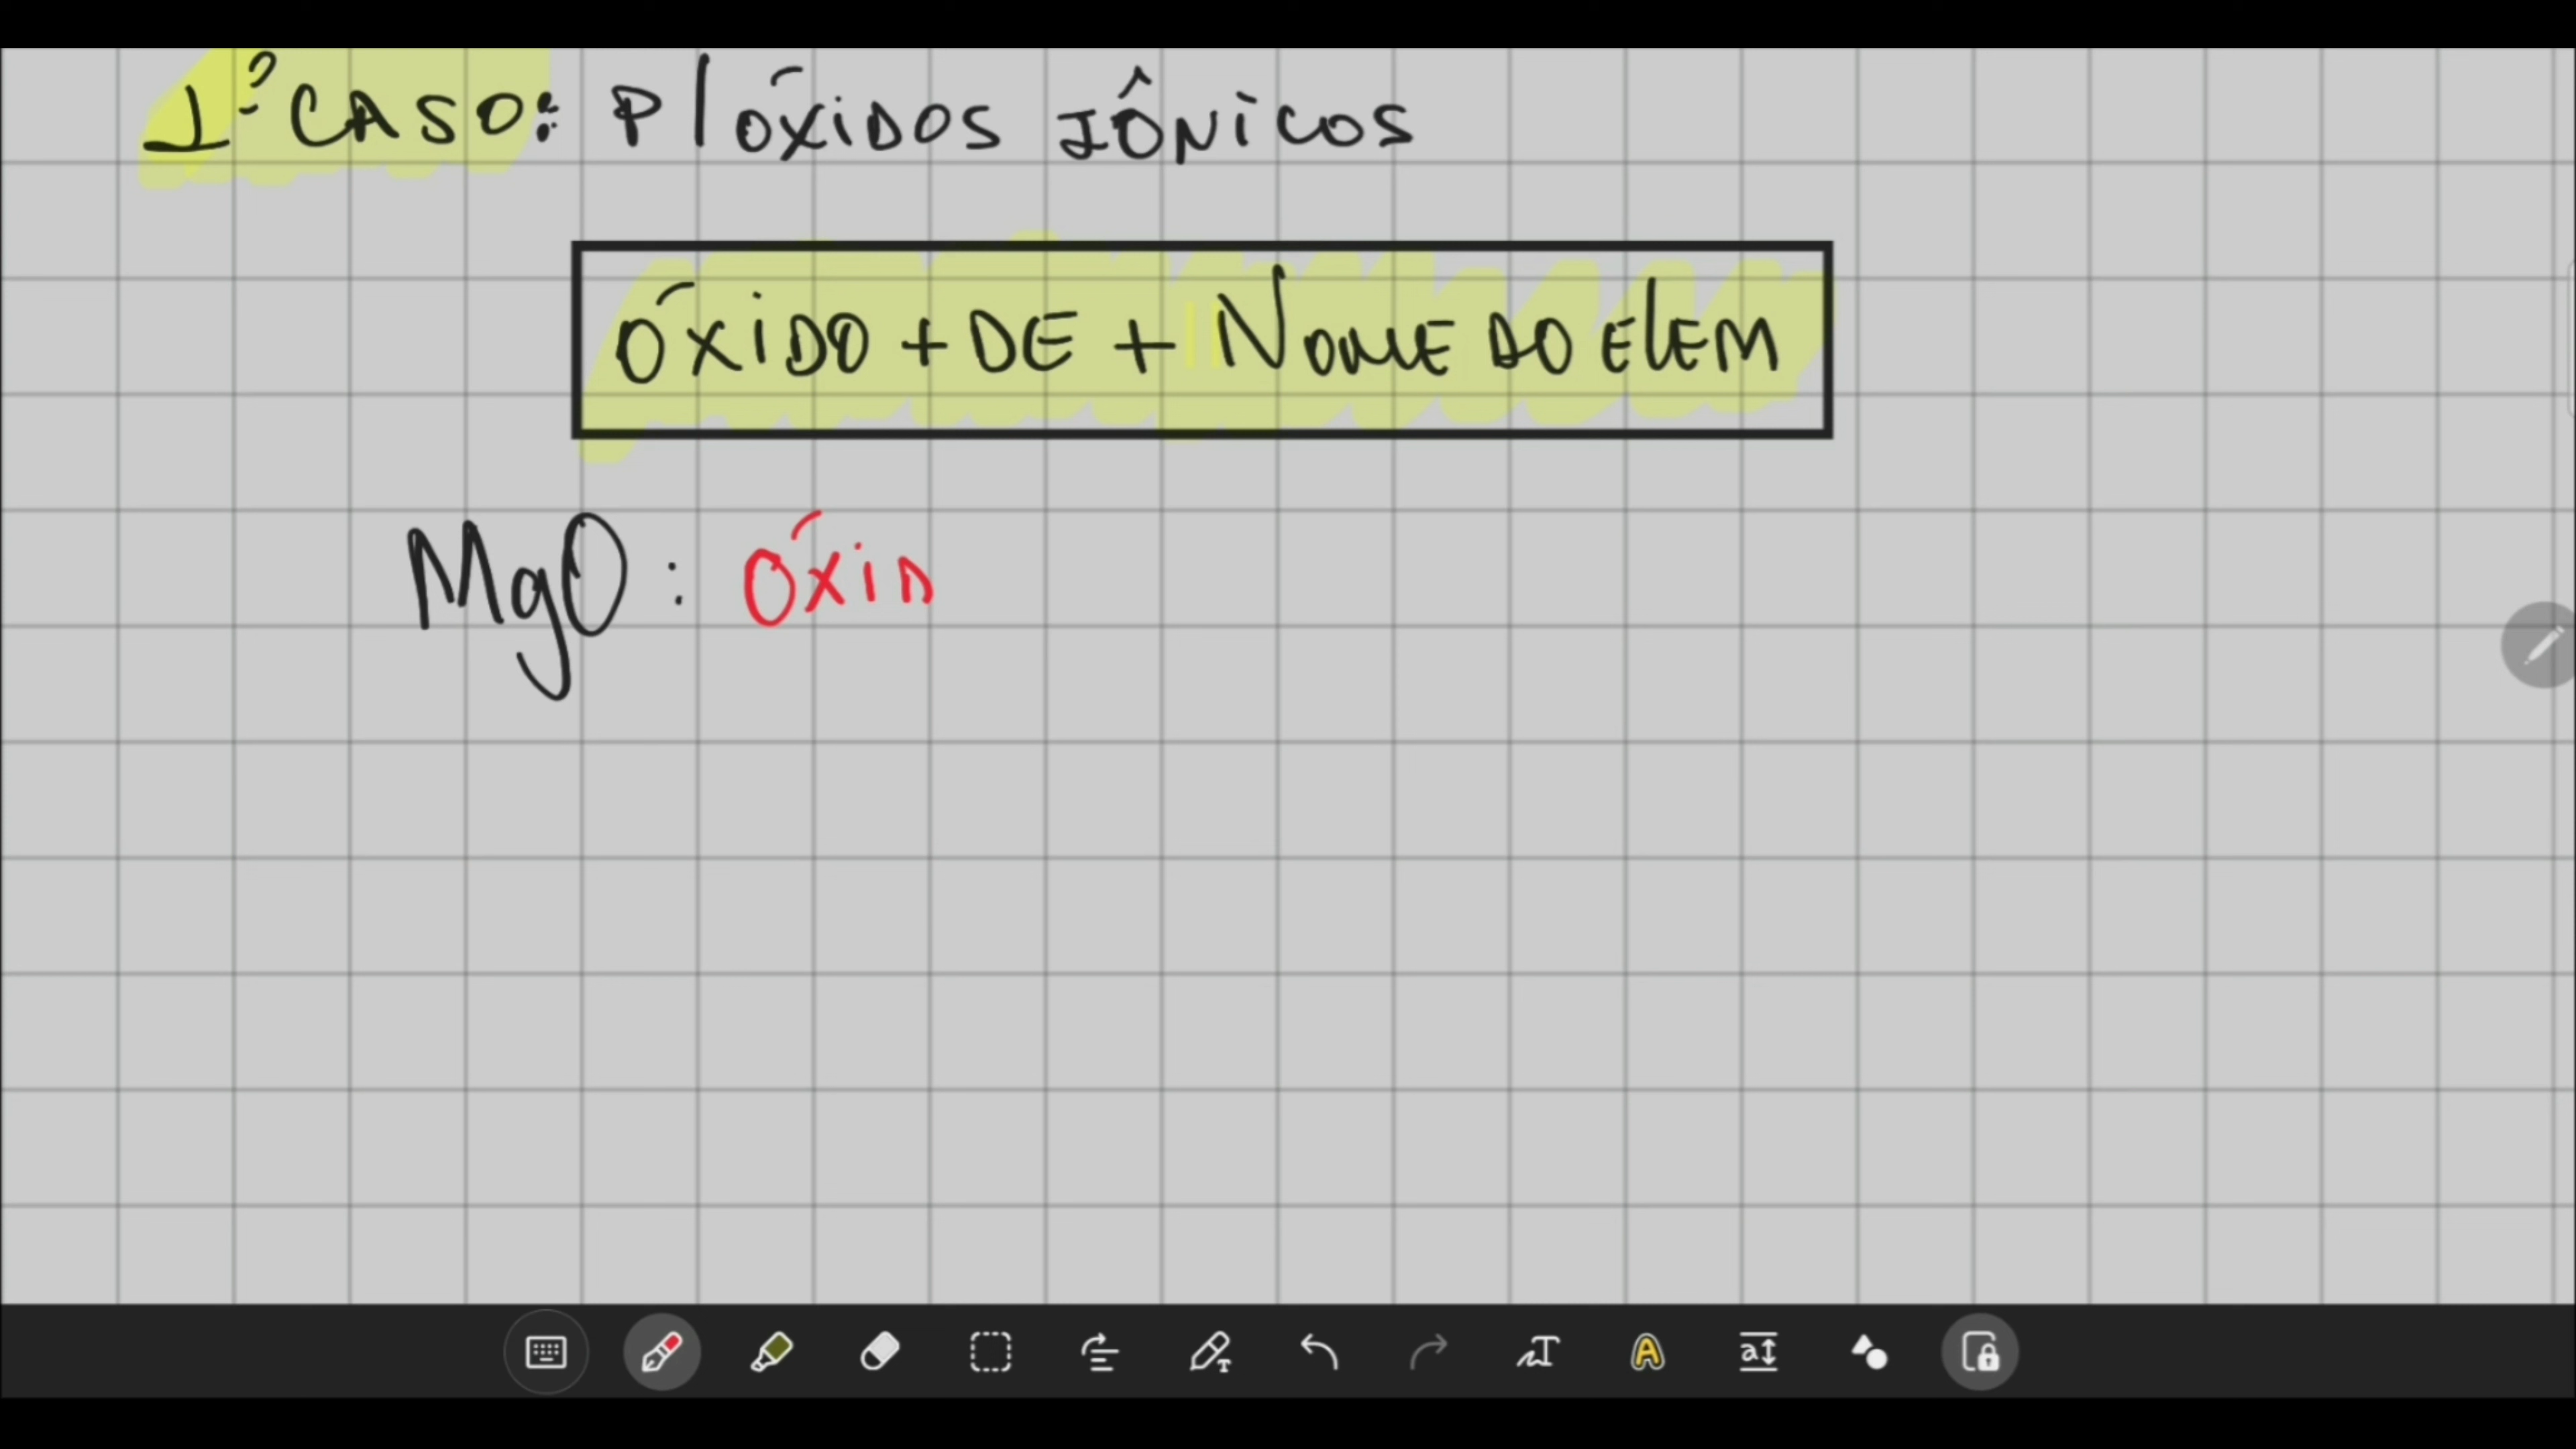 1º CASO: P/ ÓXIDOS IÔNICOS
ÓXIDO + DE + NOME DO ELEM
MgO: ÓXID